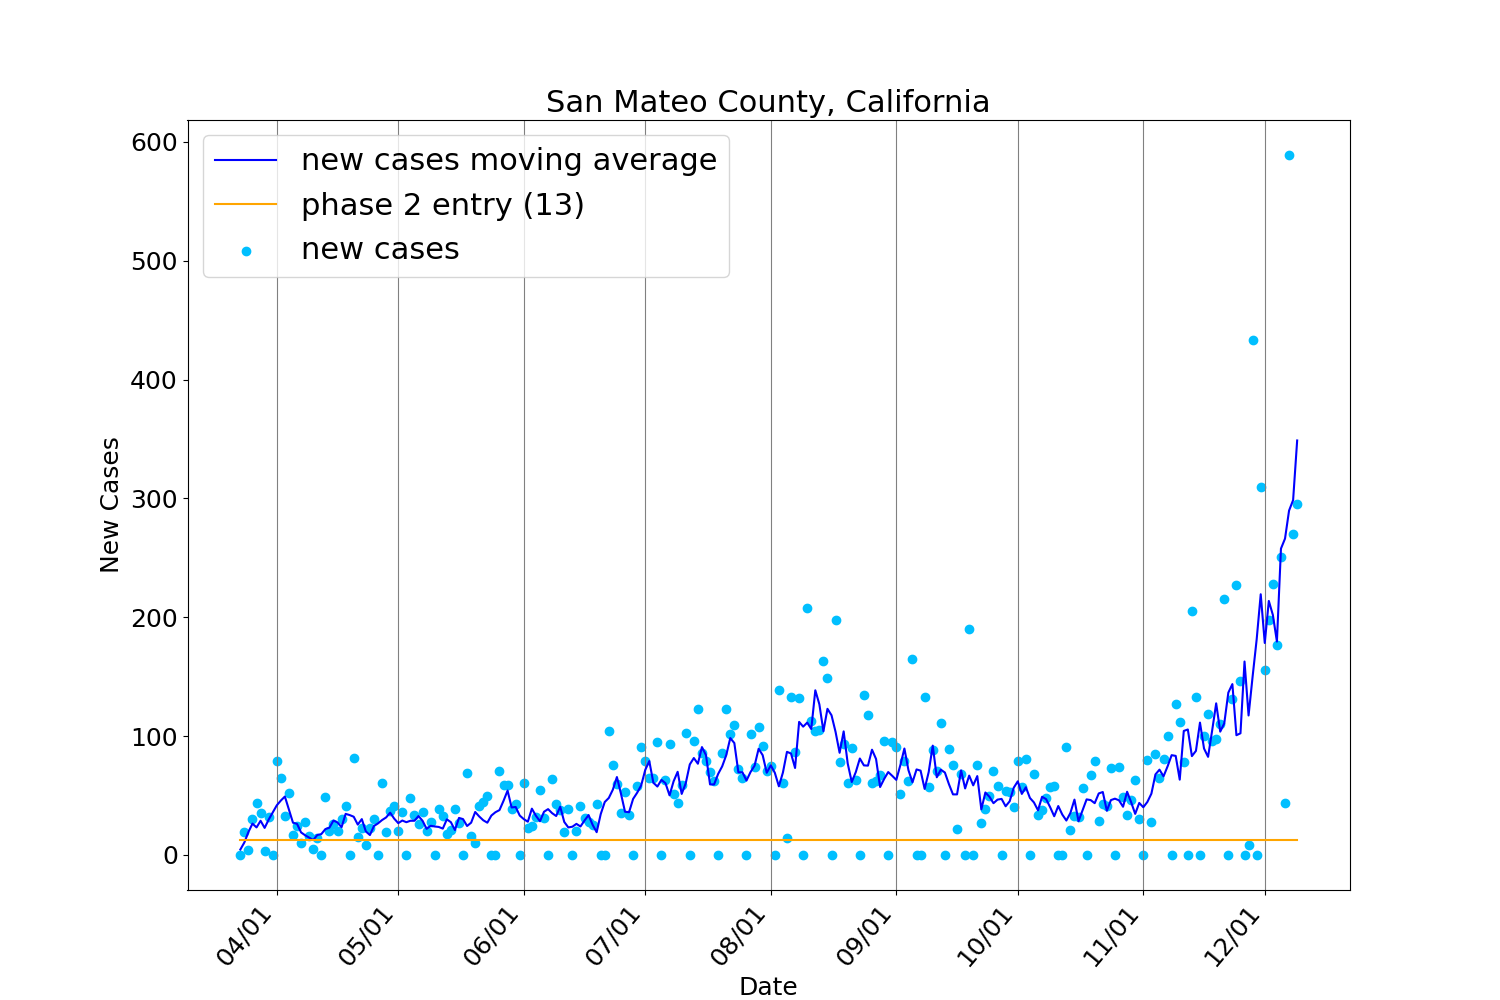 San Mateo County, California
new cases moving average
phase 2 entry (13)
new cases
600
500
400
300
200
100
0
New Cases
04/01
05/01
06/01
07/01
08/01
09/01
10/01
11/01
12/01
Date